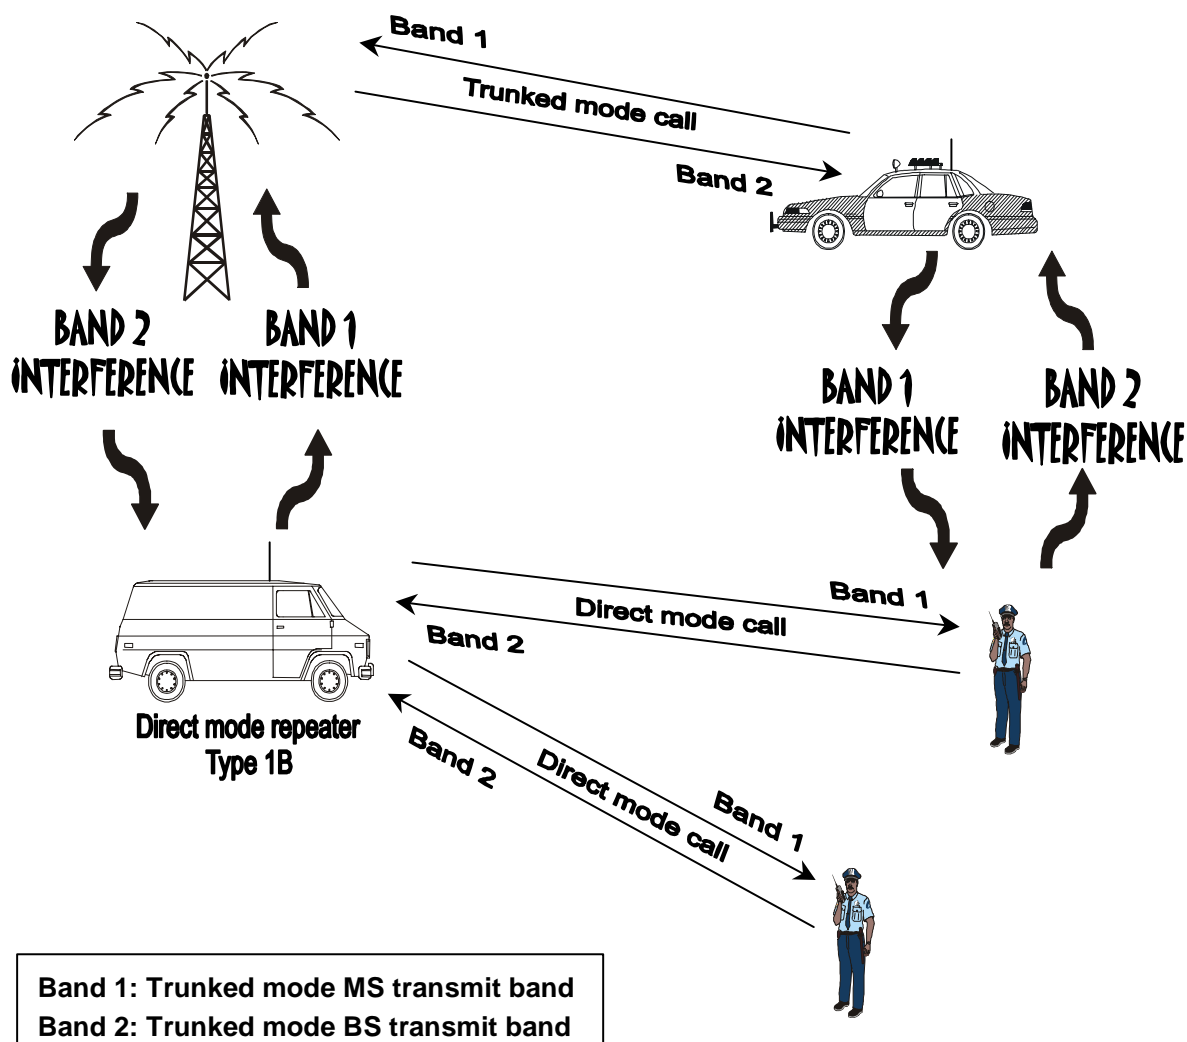 Band 1
Trunked mode call
Band 2
BAND 2
INTERFERENCE
BAND 1
INTERFERENCE
BAND 1
INTERFERENCE
BAND 2
INTERFERENCE
Band 1
Direct mode call
Band 2
Direct mode repeater
Type 1B
Band 2
Direct mode call
Band 1
Band 1: Trunked mode MS transmit band
Band 2: Trunked mode BS transmit band